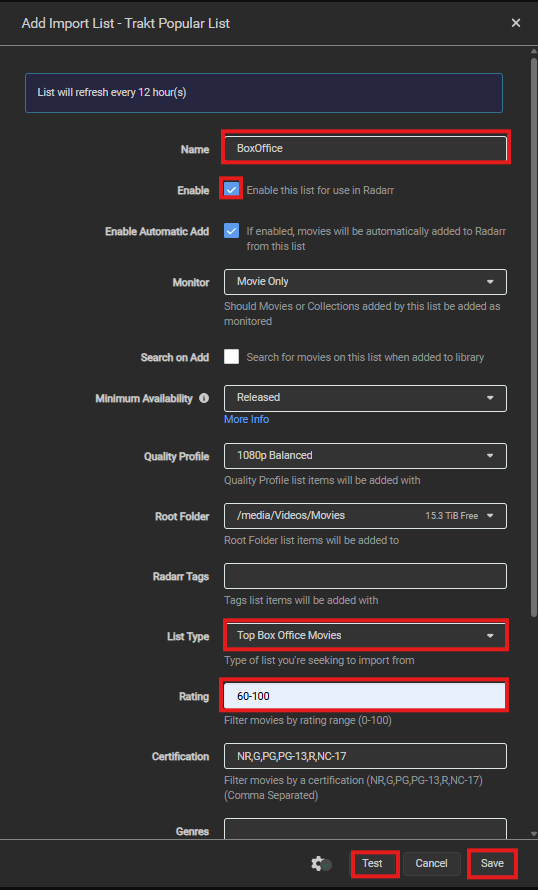 Add Import List - Trakt Popular List
List will refresh every 12 hour(s)
Name
BoxOffice
Enable
Enable this list for use in Radarr
Enable Automatic Add
If enabled, movies will be automatically added to Radarr
from this list
Monitor
Movie Only
Should Movies or Collections added by this list be added as
monitored
Search on Add
Search for movies on this list when added to library
Minimum Availability
Released
More Info
Quality Profile
1080p Balanced
Quality Profile list items will be added with
Root Folder
/media/Videos/Movies
15.3 TiB Free
Root Folder list items will be added to
Radarr Tags
Tags list items will be added with
List Type
Top Box Office Movies
Type of list you're seeking to import from
Rating
60-100
Filter movies by rating range (0-100)
Certification
NR,G,PG,PG-13,R,NC-17
Filter movies by a certification (NR,G,PG,PG-13,R,NC-17)
(Comma Separated)
Genres
Test
Cancel
Save